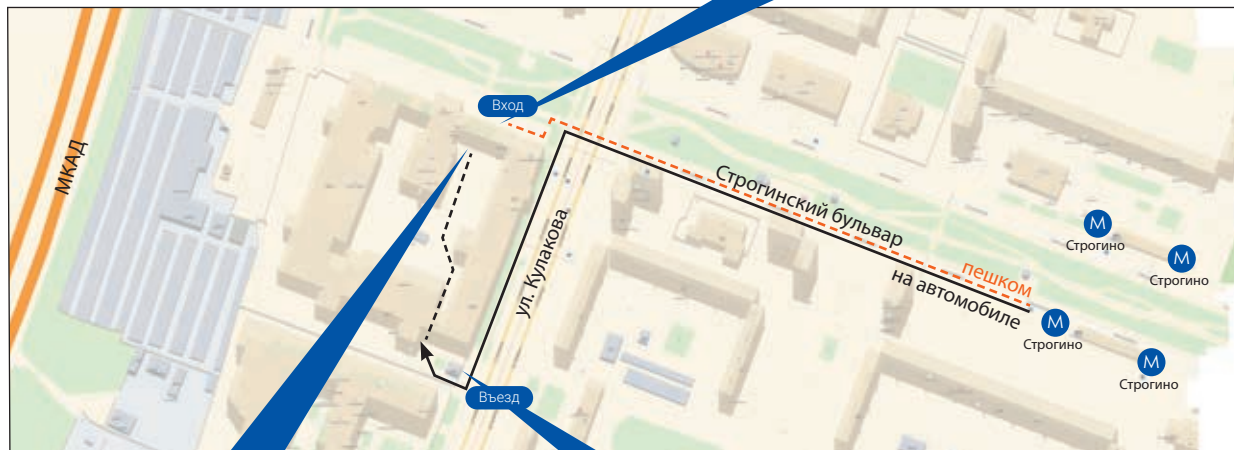 Вход
МКАД
Строгинский бульвар
ул. Кулакова
пешком
на автомобиле
М
Строгино
М
Строгино
М
Строгино
М
Строгино
Въезд